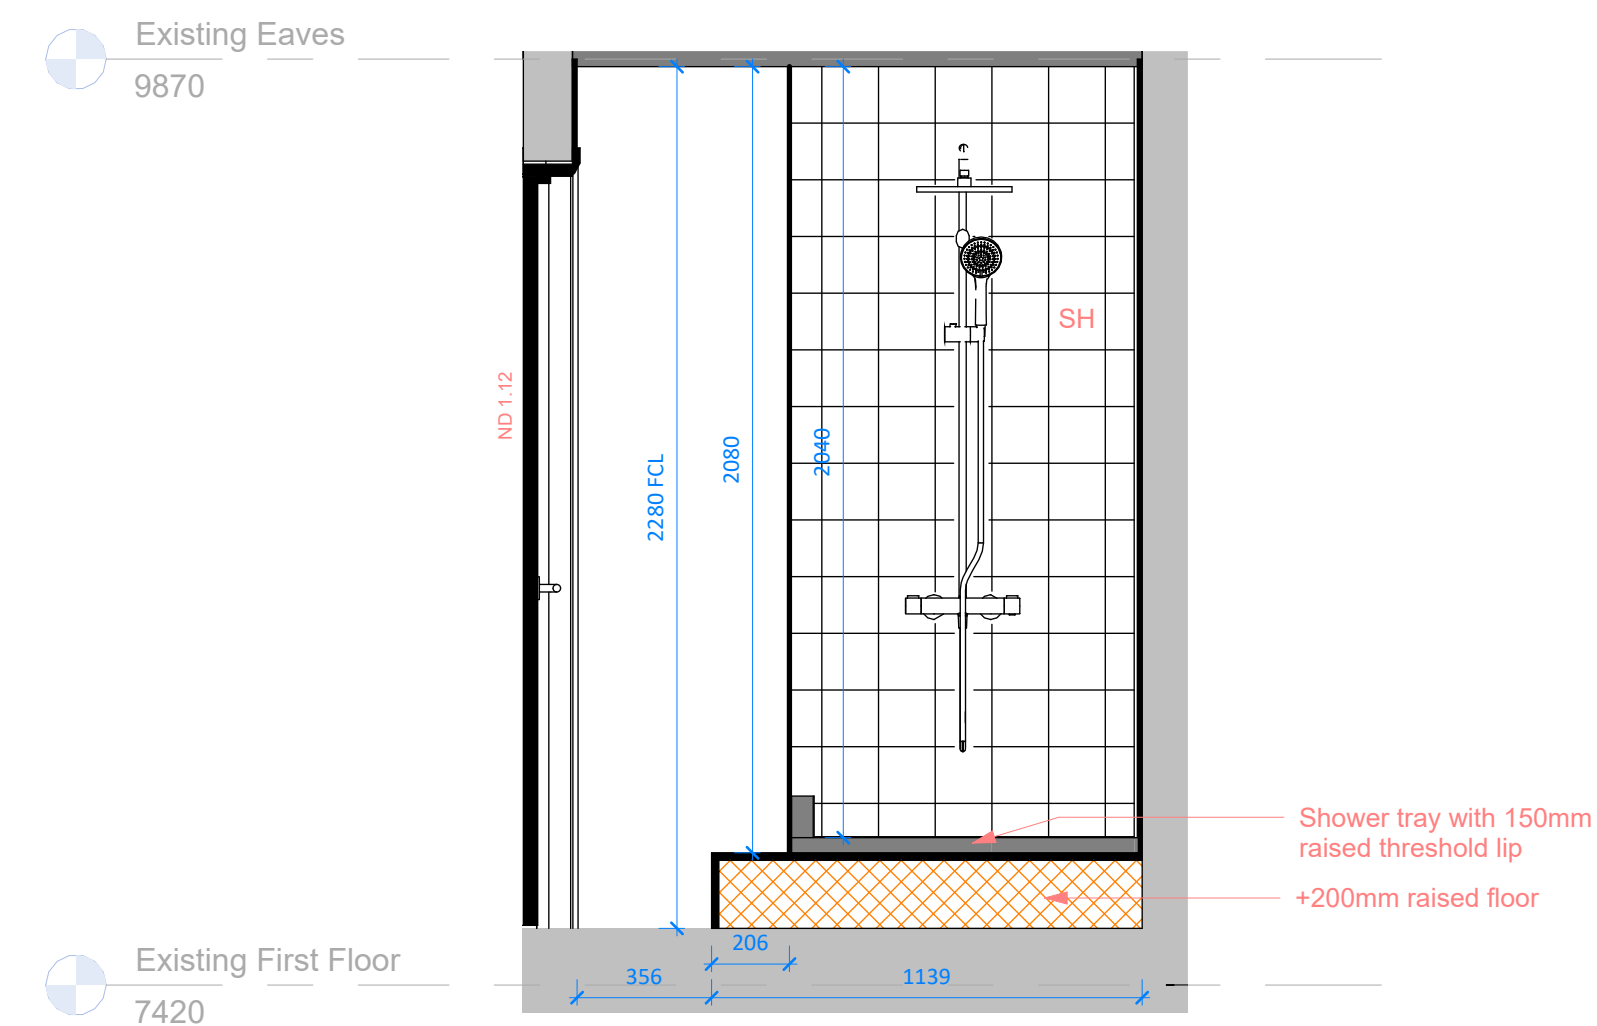 Existing Eaves
9870
ND 1.12
2280 FCL
2080
2040
SH
Shower tray with 150mm
raised threshold lip
+200mm raised floor
206
356
1139
Existing First Floor
7420